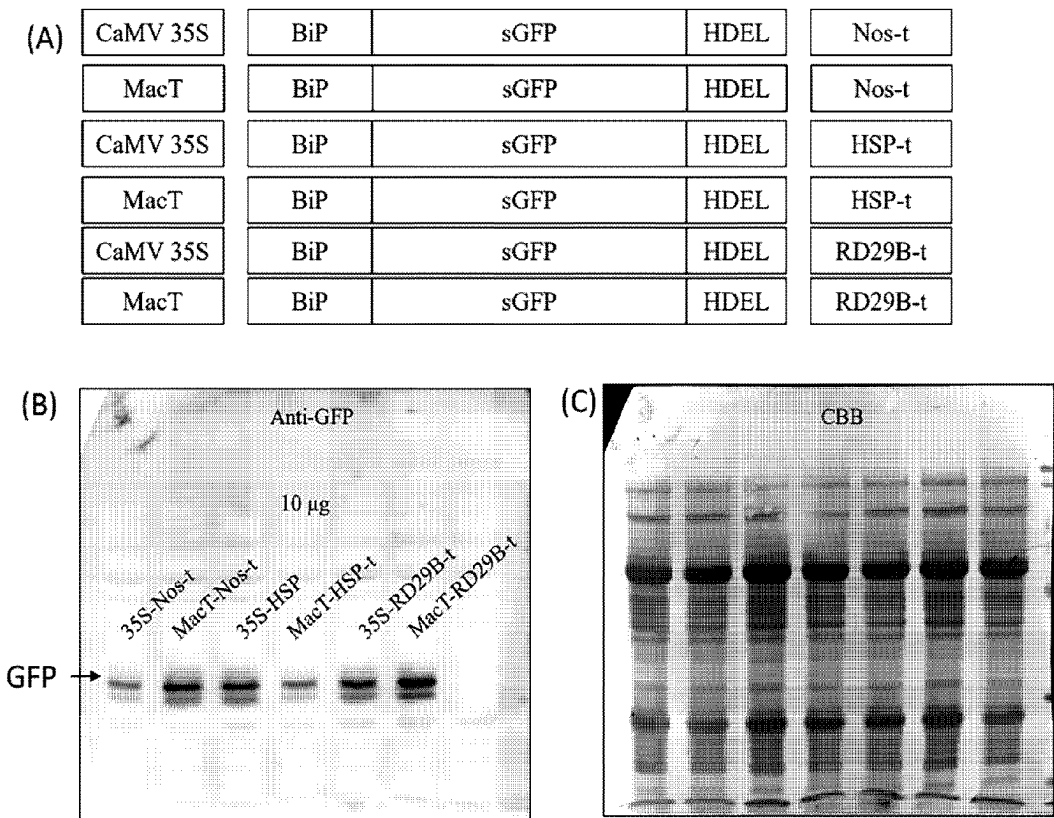 (A)
CaMV 35S BiP sGFP HDEL Nos-t
MacT BiP sGFP HDEL Nos-t
CaMV 35S BiP sGFP HDEL HSP-t
MacT BiP sGFP HDEL HSP-t
CaMV 35S BiP sGFP HDEL RD29B-t
MacT BiP sGFP HDEL RD29B-t
(B)
Anti-GFP
10 µg
35S-Nos-t
MacT-Nos-t
35S-HSP
MacT-HSP-t
35S-RD29B-t
MacT-RD29B-t
GFP
(C)
CBB